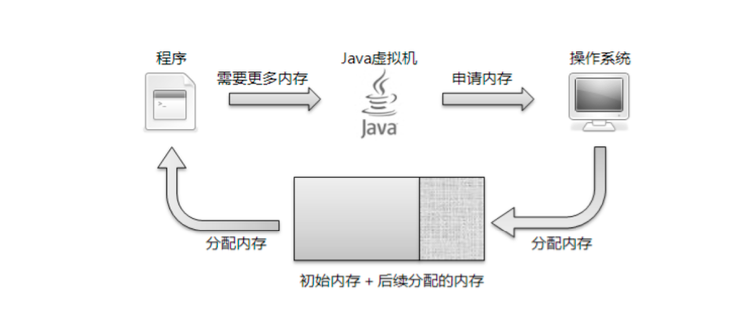 程序
Java虚拟机
操作系统
需要更多内存
申请内存
>_
Java
分配内存
分配内存
初始内存 + 后续分配的内存